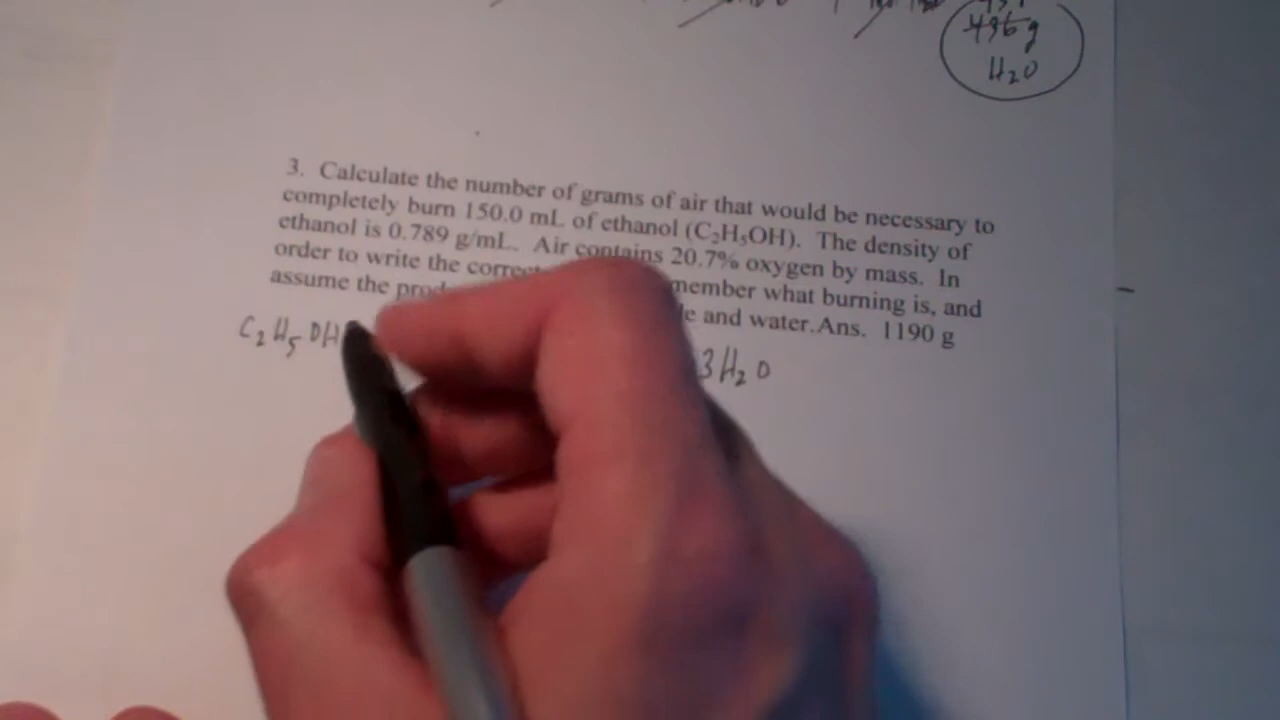 496g
H₂O
3. Calculate the number of grams of air that would be necessary to
completely burn 150.0 mL of ethanol (C₂H₅OH). The density of
ethanol is 0.789 g/mL. Air contains 20.7% oxygen by mass. In
order to write the correct member what burning is, and
assume the prod and water.Ans. 1190 g
C₂H₅OH 3H₂O